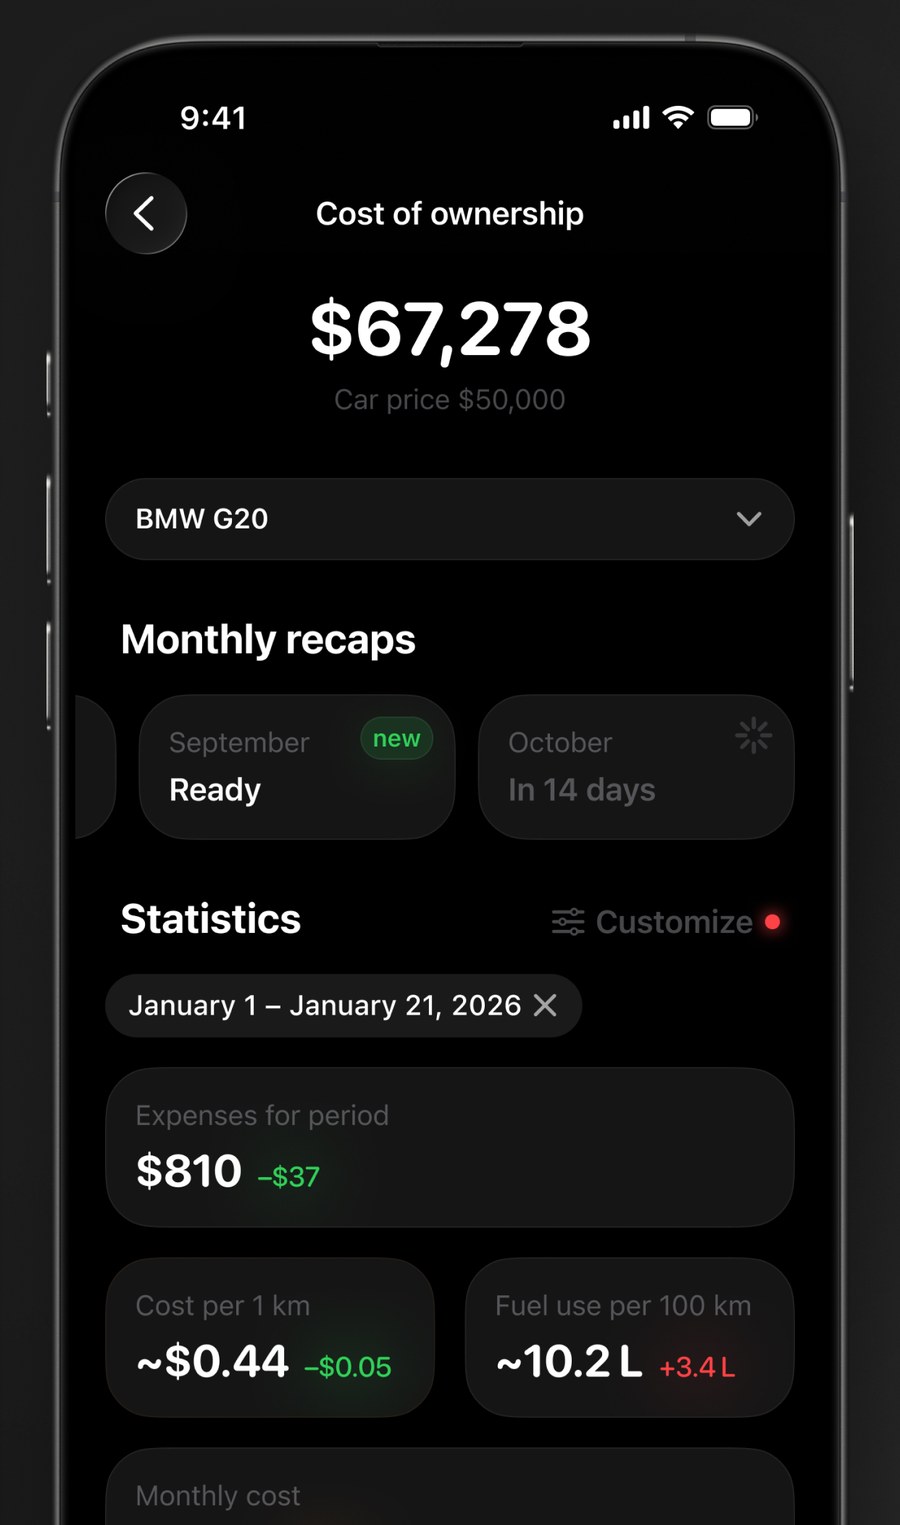 9:41
Cost of ownership
$67,278
Car price $50,000
BMW G20
Monthly recaps
September
new
Ready
October
In 14 days
Statistics
Customize
January 1 – January 21, 2026
Expenses for period
$810 –$37
Cost per 1 km
~$0.44 –$0.05
Fuel use per 100 km
~10.2 L +3.4 L
Monthly cost